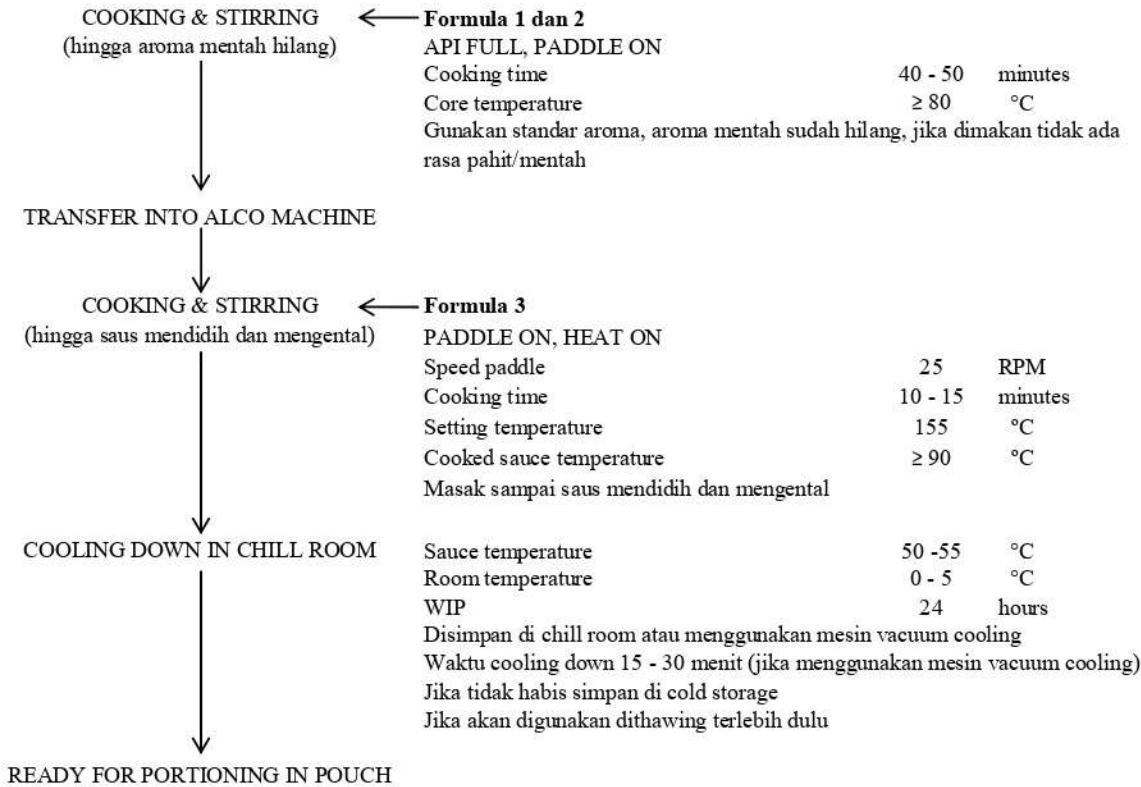 COOKING & STIRRING Formula 1 dan 2
(hingga aroma mentah hilang) API FULL, PADDLE ON
Cooking time 40 - 50 minutes
Core temperature ≥ 80 °C
Gunakan standar aroma, aroma mentah sudah hilang, jika dimakan tidak ada
rasa pahit/mentah
TRANSFER INTO ALCO MACHINE
COOKING & STIRRING Formula 3
(hingga saus mendidih dan mengental) PADDLE ON, HEAT ON
Speed paddle 25 RPM
Cooking time 10 - 15 minutes
Setting temperature 155 °C
Cooked sauce temperature ≥ 90 °C
Masak sampai saus mendidih dan mengental
COOLING DOWN IN CHILL ROOM Sauce temperature 50 -55 °C
Room temperature 0 - 5 °C
WIP 24 hours
Disimpan di chill room atau menggunakan mesin vacuum cooling
Waktu cooling down 15 - 30 menit (jika menggunakan mesin vacuum cooling)
Jika tidak habis simpan di cold storage
Jika akan digunakan dithawing terlebih dulu
READY FOR PORTIONING IN POUCH